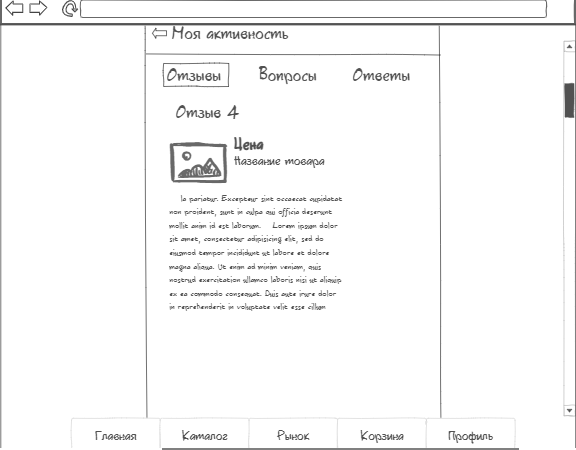 Моя активность
Отзывы Вопросы Ответы
Отзыв 4
Цена
Название товара
la pariatur. Excepteur sint occaecat cupidatat
non proident, sunt in culpa qui officia deserunt
mollit anim id est laborum. Lorem ipsum dolor
sit amet, consectetur adipisicing elit, sed do
eiusmod tempor incididunt ut labore et dolore
magna aliqua. Ut enim ad minim veniam, quis
nostrud exercitation ullamco laboris nisi ut aliquip
ex ea commodo consequat. Duis aute irure dolor
in reprehenderit in voluptate velit esse cillum
Главная Каталог Рынок Корзина Профиль